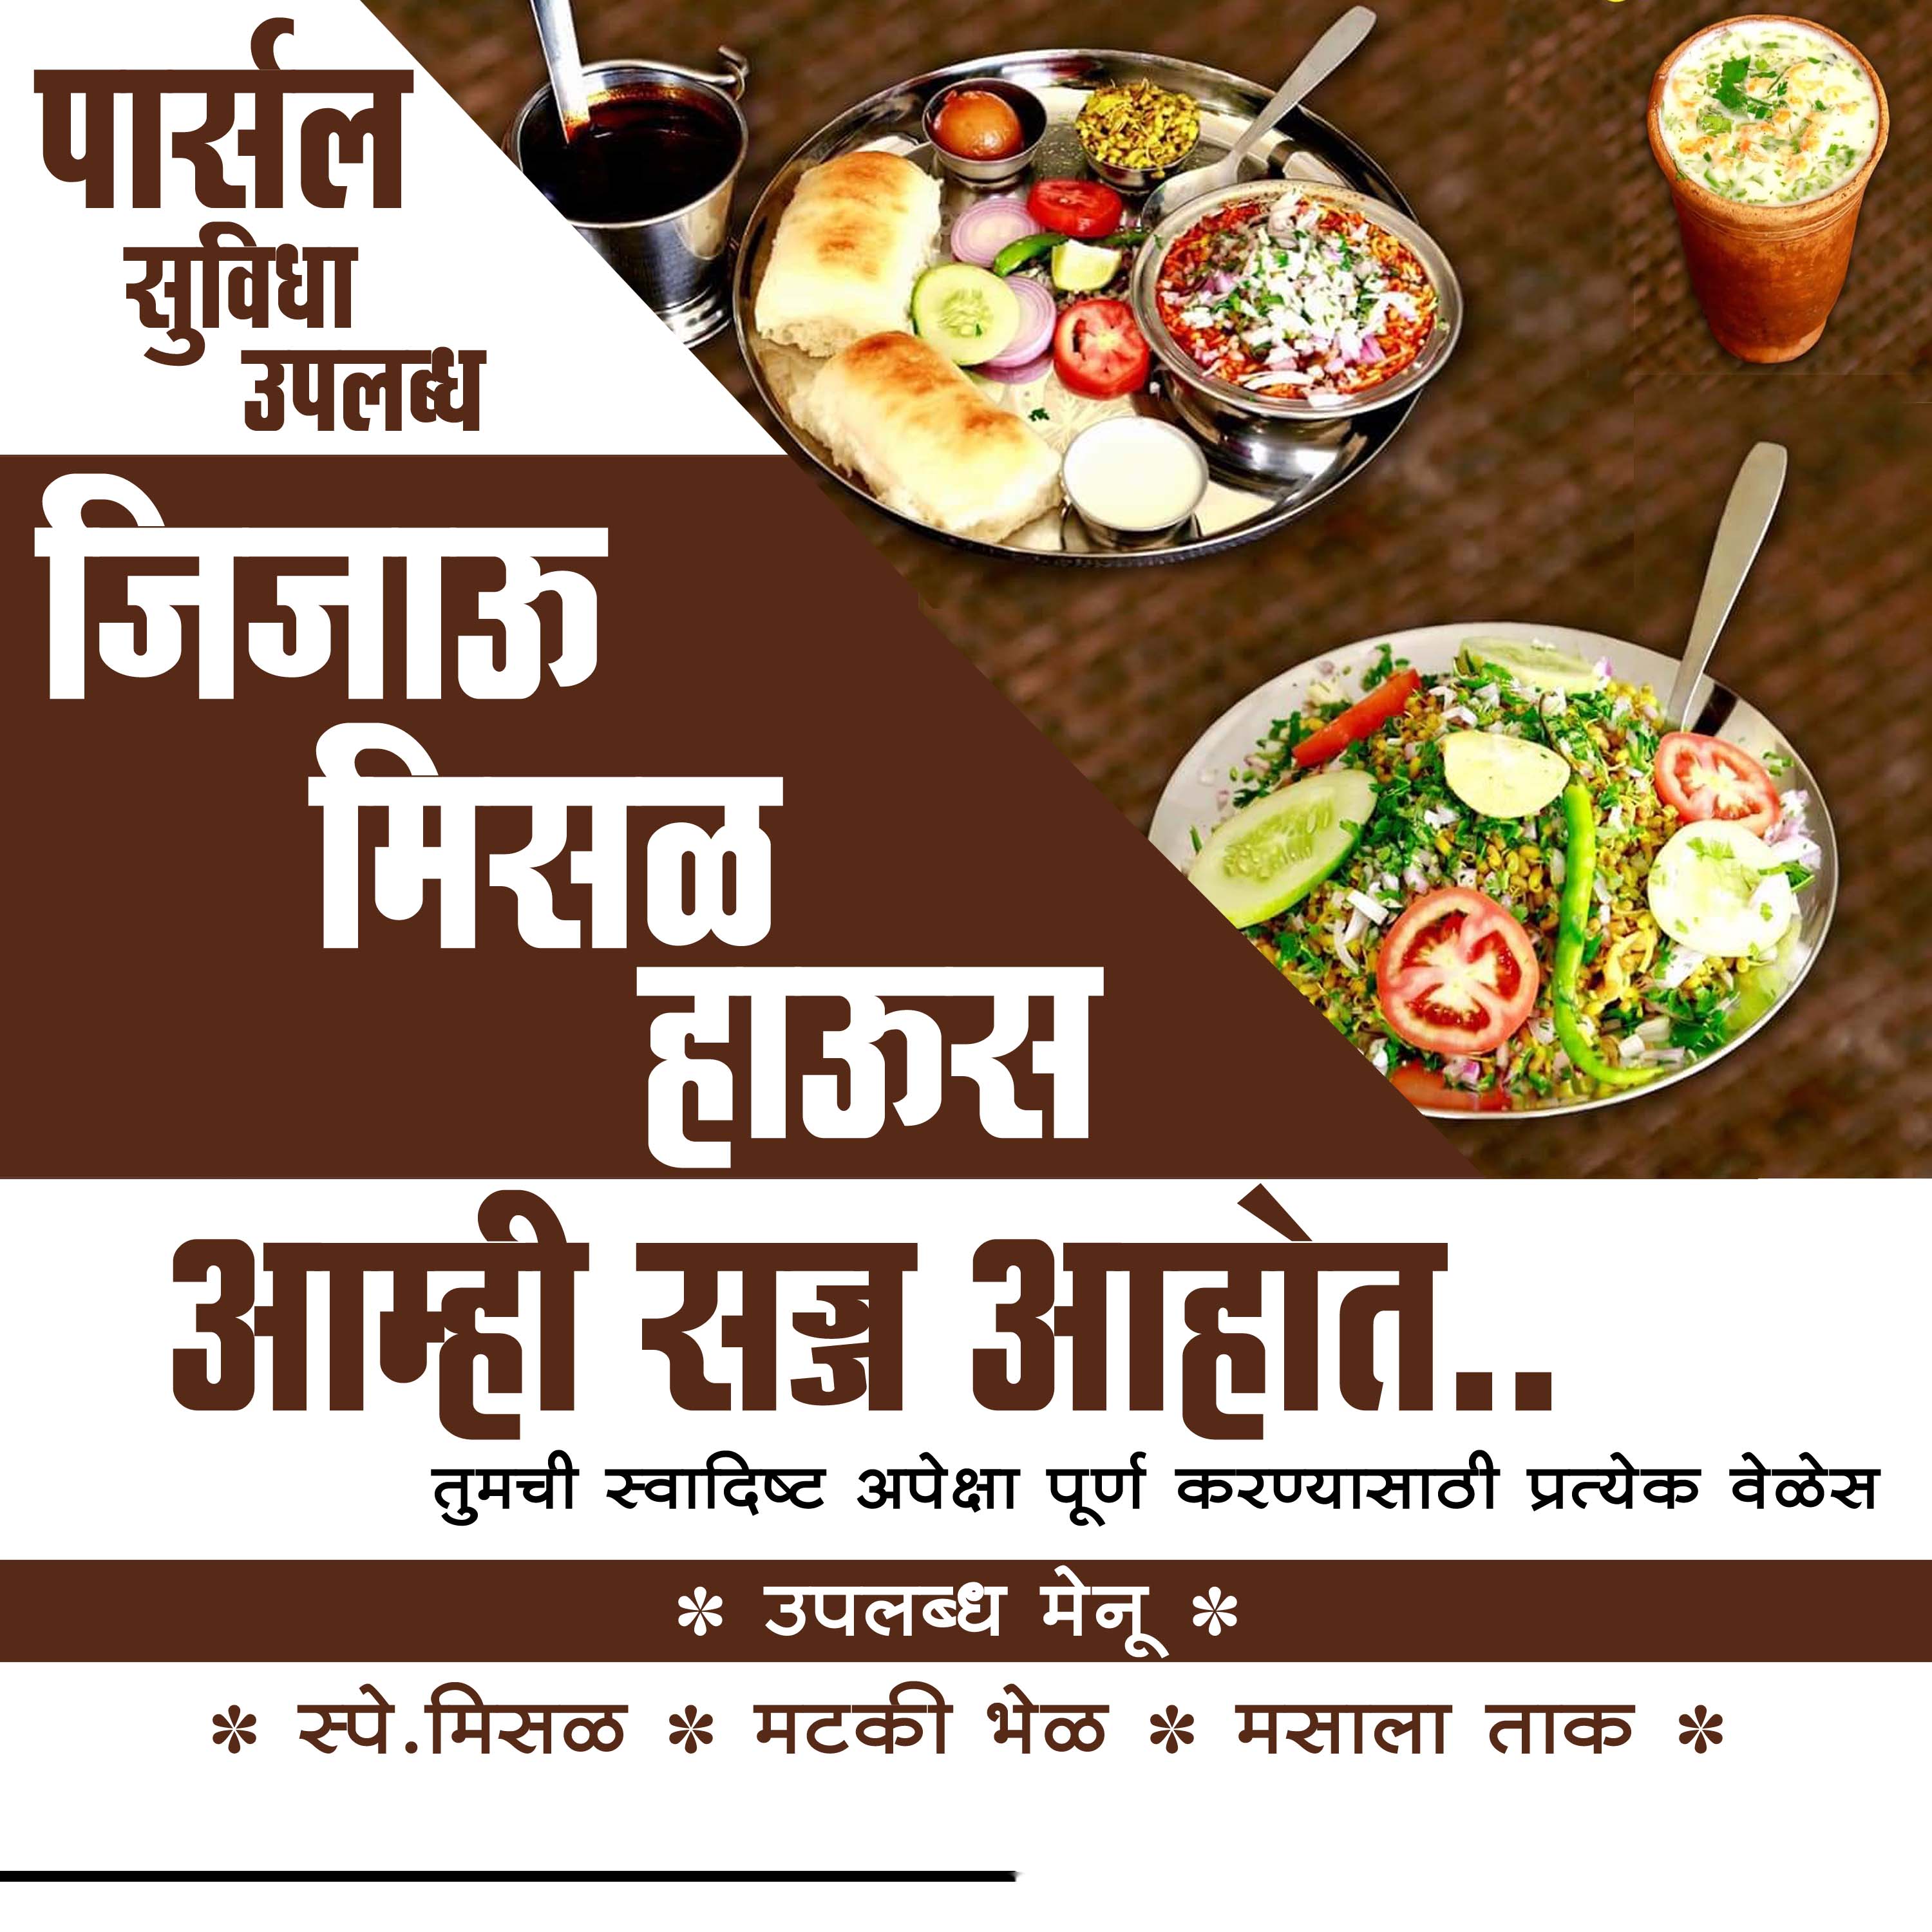 पार्सल
सुविधा
उपलब्ध
जिजाऊ
मिसळ
हाऊस
आम्ही सज्ज आहोत..
तुमची स्वादिष्ट अपेक्षा पूर्ण करण्यासाठी प्रत्येक वेळेस
* उपलब्ध मेनू *
* स्पे.मिसळ * मटकी भेळ * मसाला ताक *